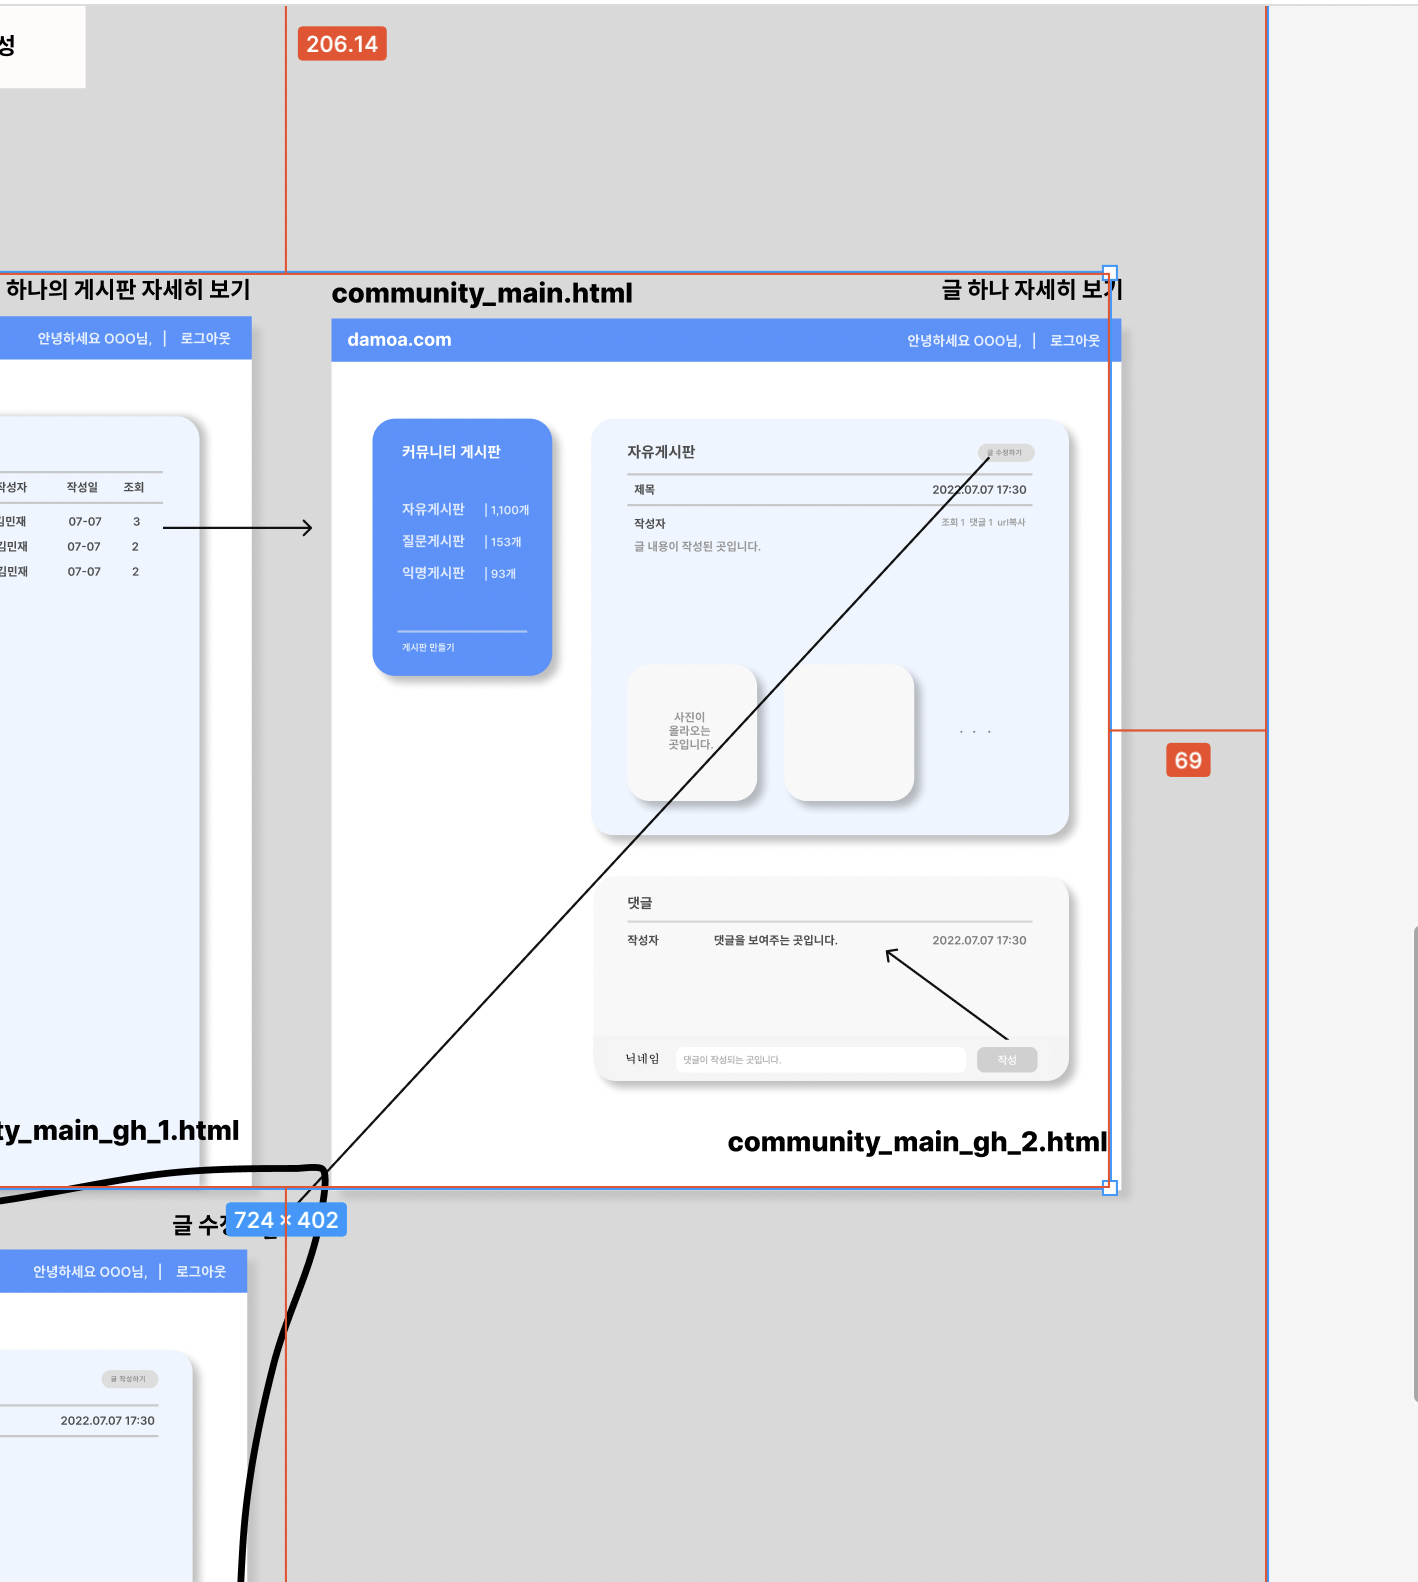 성
206.14
하나의 게시판 자세히 보기
안녕하세요 OOO님, | 로그아웃
작성자 작성일 조회
김민재 07-07 3
김민재 07-07 2
김민재 07-07 2
ty_main_gh_1.html
community_main.html
글 하나 자세히 보기
damoa.com
안녕하세요 OOO님, | 로그아웃
커뮤니티 게시판
자유게시판 | 1,100개
질문게시판 | 153개
익명게시판 | 93개
게시판 만들기
자유게시판
글 수정하기
제목 2022.07.07 17:30
작성자 조회 1 댓글 1 url복사
글 내용이 작성된 곳입니다.
사진이
올라오는
곳입니다.
. . .
69
댓글
작성자 댓글을 보여주는 곳입니다. 2022.07.07 17:30
닉네임 댓글이 작성되는 곳입니다. 작성
community_main_gh_2.html
글 수정
724 × 402
안녕하세요 OOO님, | 로그아웃
글 작성하기
2022.07.07 17:30